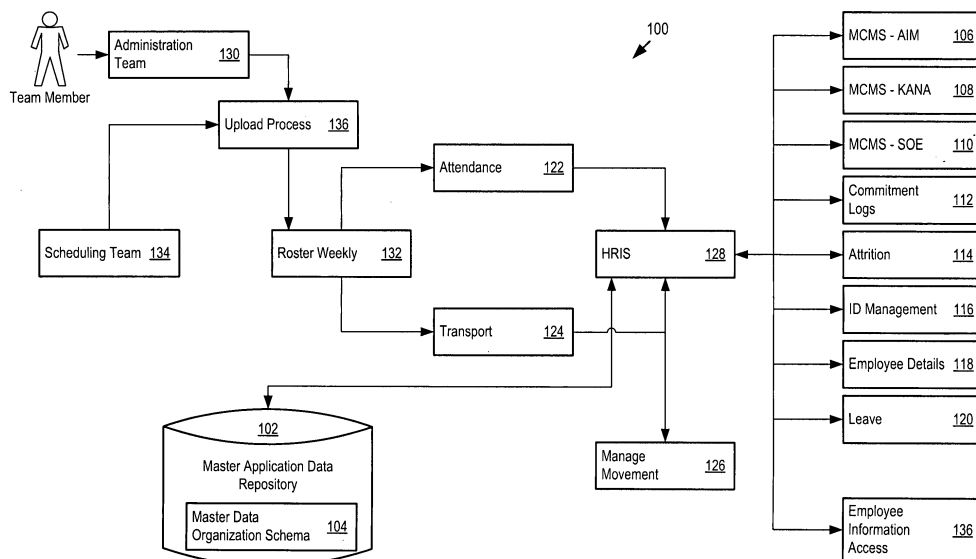 100
Team Member
Administration
Team
130
Upload Process 136
Scheduling Team 134
Roster Weekly 132
Attendance 122
Transport 124
HRIS 128
Manage
Movement
126
102
Master Application Data
Repository
Master Data
Organization Schema
104
MCMS - AIM 106
MCMS - KANA 108
MCMS - SOE 110
Commitment
Logs
112
Attrition 114
ID Management 116
Employee Details 118
Leave 120
Employee
Information
Access
136